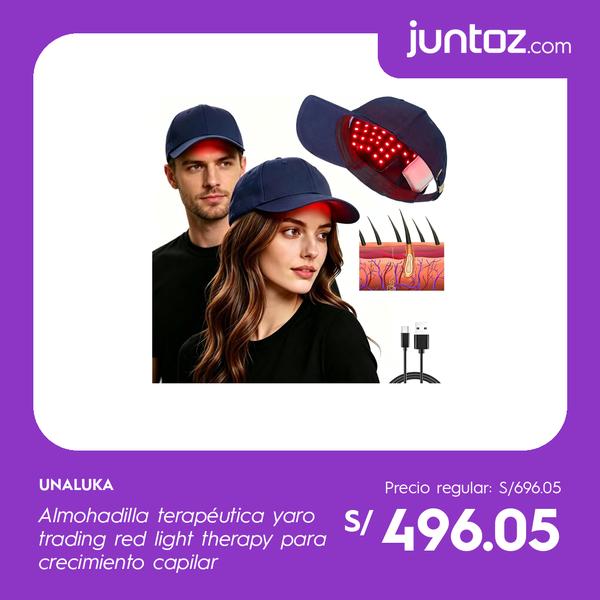 juntoz.com
UNALUKA
Almohadilla terapéutica yaro
trading red light therapy para
crecimiento capilar
Precio regular: S/696.05
S/ 496.05